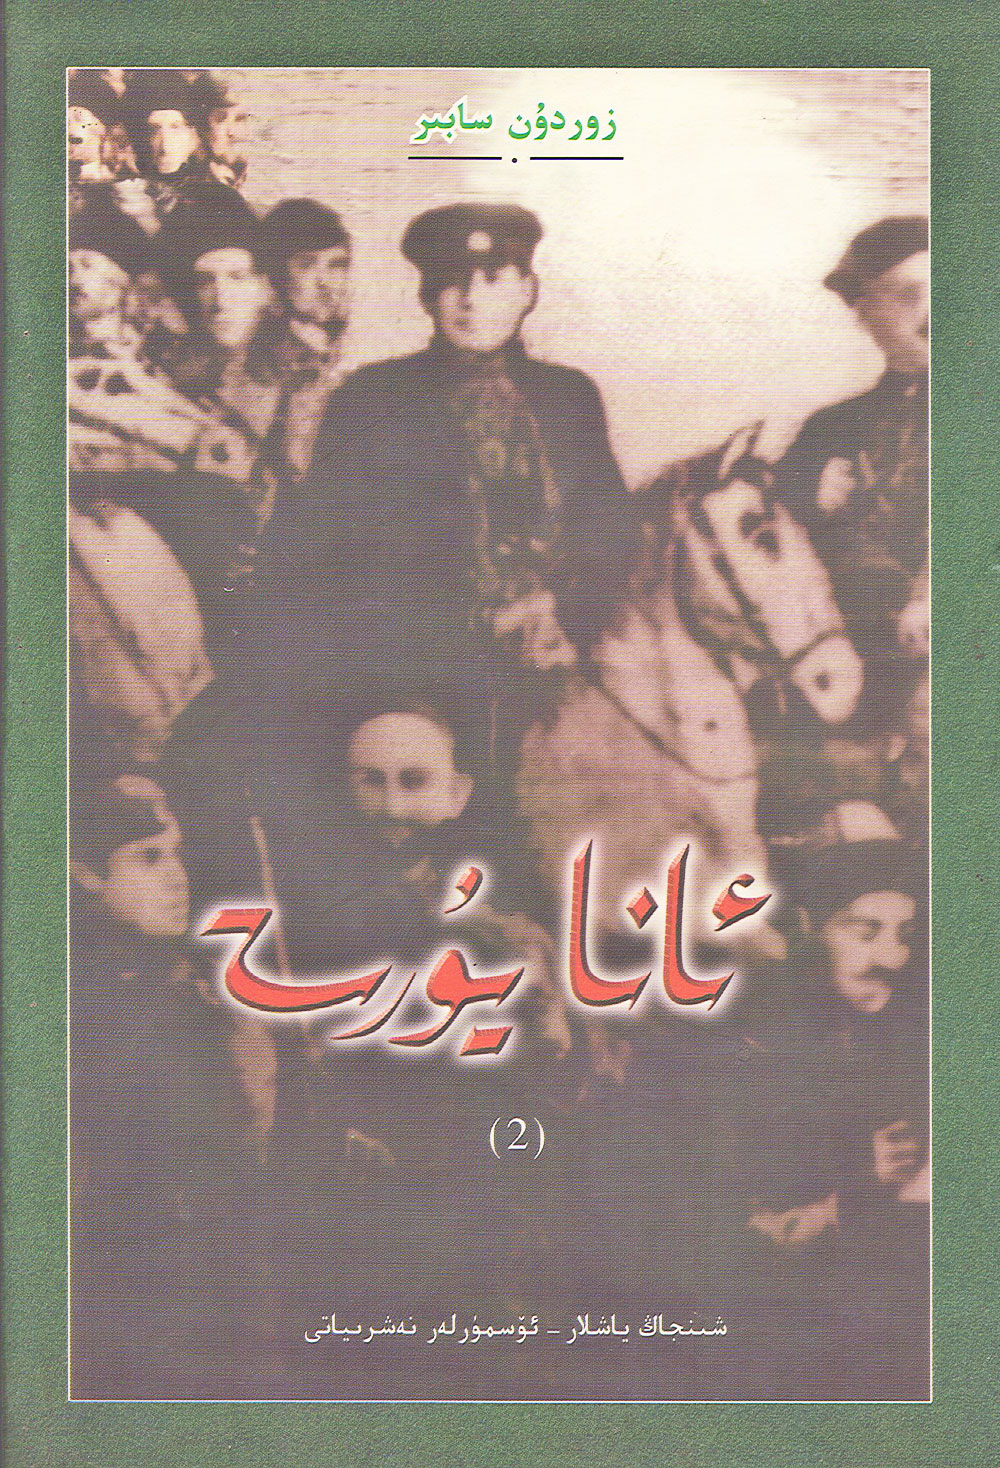 زوردۇن سابىر
ئانا يۇرت
(2)
شىنجاڭ ياشلار - ئۆسمۈرلەر نەشرىياتى